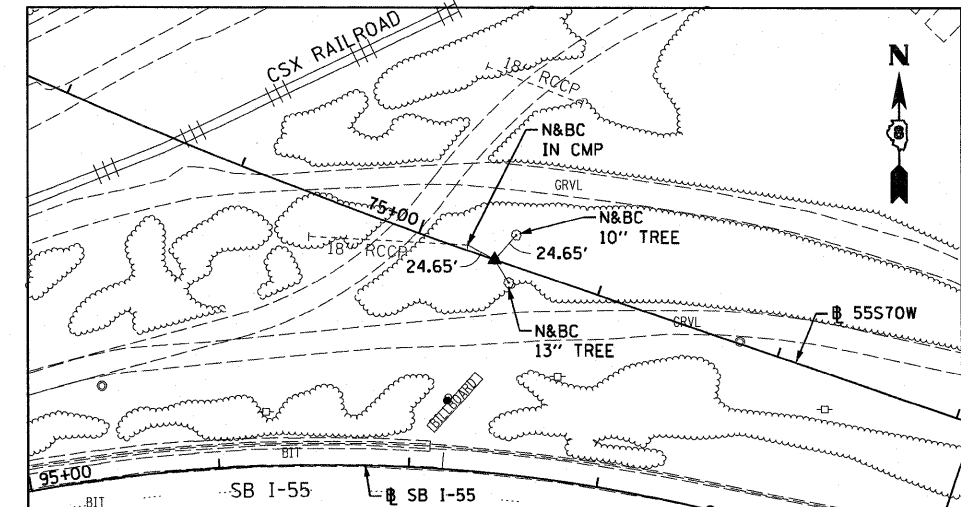 CSX RAILROAD
18" RCCP
N
N&BC
IN CMP
GRVL
75+00
N&BC
10" TREE
18" RCCP
24.65'
24.65'
N&BC
13" TREE
GRVL
℄ 55S70W
BILLBOARD
BIT
95+00
BIT
SB I-55
℄ SB I-55